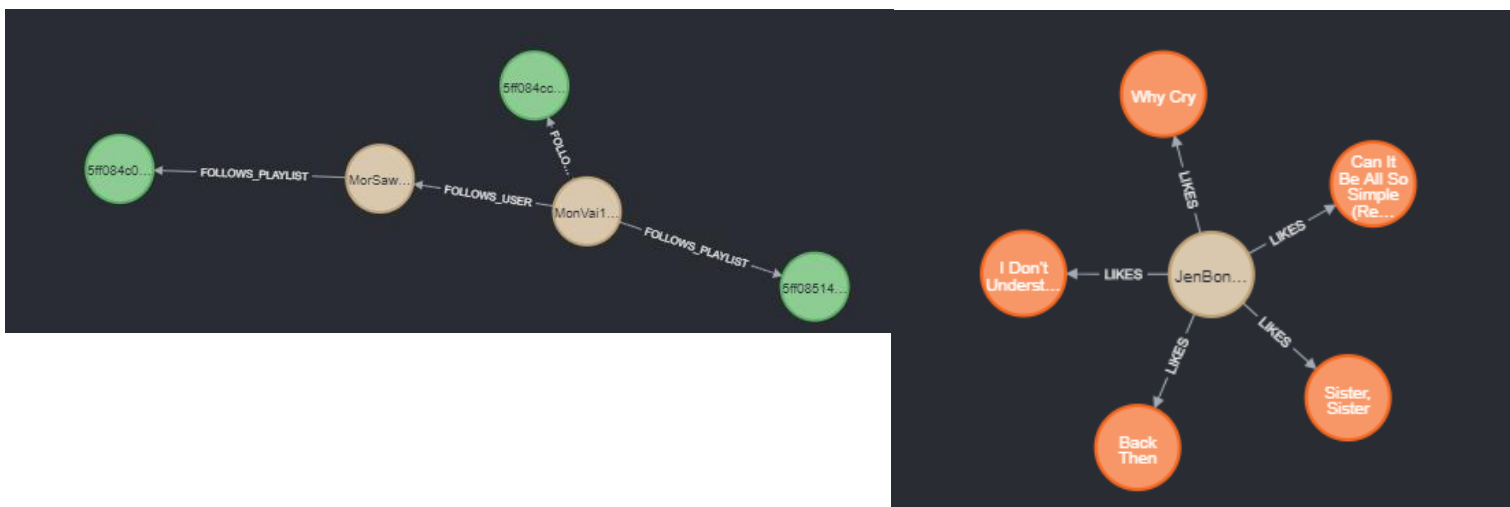 5ff084cc...
5ff084c0...
FOLLOWS_PLAYLIST
MorSaw...
FOLLOWS_USER
FOLLO...
MonVai1...
FOLLOWS_PLAYLIST
5ff08514...
Why Cry
LIKES
Can It
Be All So
Simple
(Re...
LIKES
I Don't
Underst...
LIKES
JenBon...
LIKES
LIKES
Sister,
Sister
Back
Then